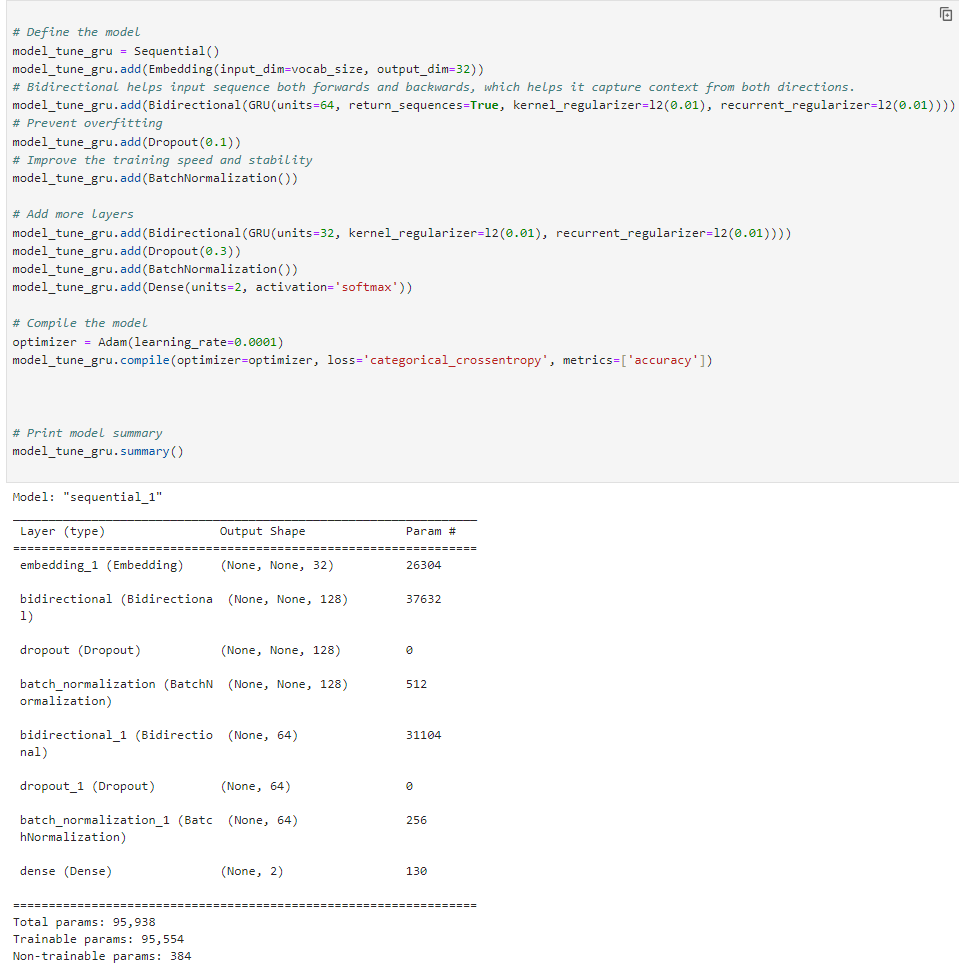 # Define the model
model_tune_gru = Sequential()
model_tune_gru.add(Embedding(input_dim=vocab_size, output_dim=32))
# Bidirectional helps input sequence both forwards and backwards, which helps it capture context from both directions.
model_tune_gru.add(Bidirectional(GRU(units=64, return_sequences=True, kernel_regularizer=l2(0.01), recurrent_regularizer=l2(0.01))))
# Prevent overfitting
model_tune_gru.add(Dropout(0.1))
# Improve the training speed and stability
model_tune_gru.add(BatchNormalization())
# Add more layers
model_tune_gru.add(Bidirectional(GRU(units=32, kernel_regularizer=l2(0.01), recurrent_regularizer=l2(0.01))))
model_tune_gru.add(Dropout(0.3))
model_tune_gru.add(BatchNormalization())
model_tune_gru.add(Dense(units=2, activation='softmax'))
# Compile the model
optimizer = Adam(learning_rate=0.0001)
model_tune_gru.compile(optimizer=optimizer, loss='categorical_crossentropy', metrics=['accuracy'])
# Print model summary
model_tune_gru.summary()
Model: "sequential_1"
_________________________________________________________________
Layer (type) Output Shape Param #
=================================================================
embedding_1 (Embedding) (None, None, 32) 26304
bidirectional (Bidirectiona (None, None, 128) 37632
l)
dropout (Dropout) (None, None, 128) 0
batch_normalization (BatchN (None, None, 128) 512
ormalization)
bidirectional_1 (Bidirectio (None, 64) 31104
nal)
dropout_1 (Dropout) (None, 64) 0
batch_normalization_1 (Batc (None, 64) 256
hNormalization)
dense (Dense) (None, 2) 130
=================================================================
Total params: 95,938
Trainable params: 95,554
Non-trainable params: 384